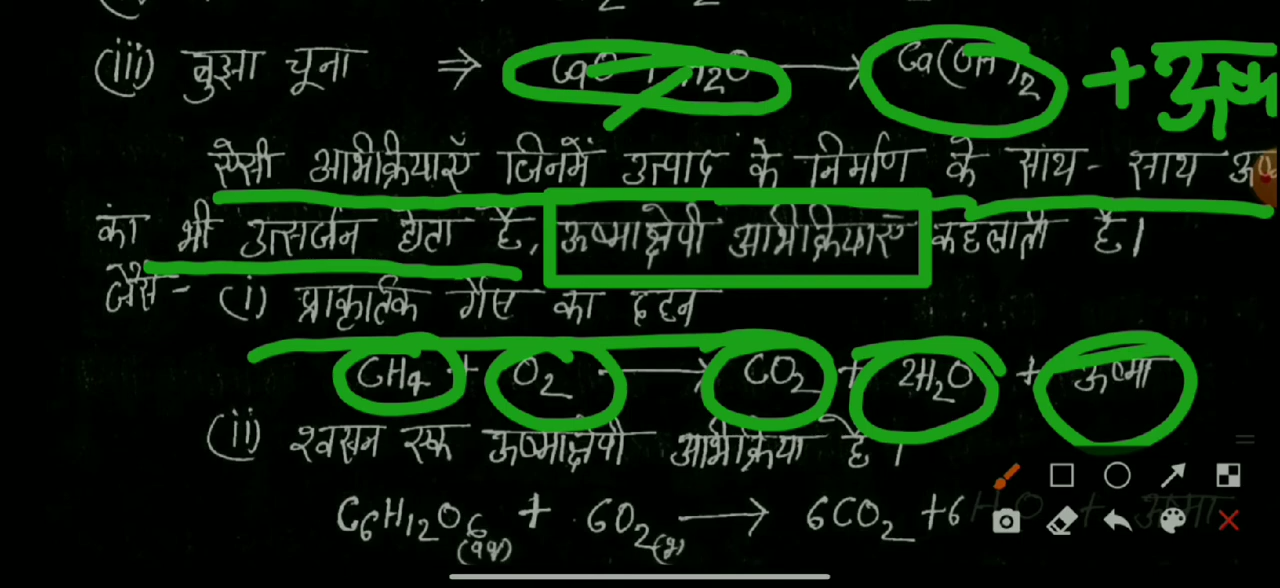 (iii) बुझा चूना ⇒ CaO + H2O ⟶ Ca(OH)2 + ऊष्म
ऐसी अभिक्रियाएँ जिनमें उत्पाद के निर्माण के साथ-साथ
का भी उत्सर्जन होता है, ऊष्माक्षेपी अभिक्रियाएँ कहलाती है।
जैसे- (i) प्राकृतिक गैस का दहन
CH4 + O2 ⟶ CO2 + 2H2O + ऊष्मा
(ii) श्वसन एक ऊष्माक्षेपी अभिक्रिया है।
C6H12O6(aq) + 6O2(g) ⟶ 6CO2 + 6H2O + ऊष्मा